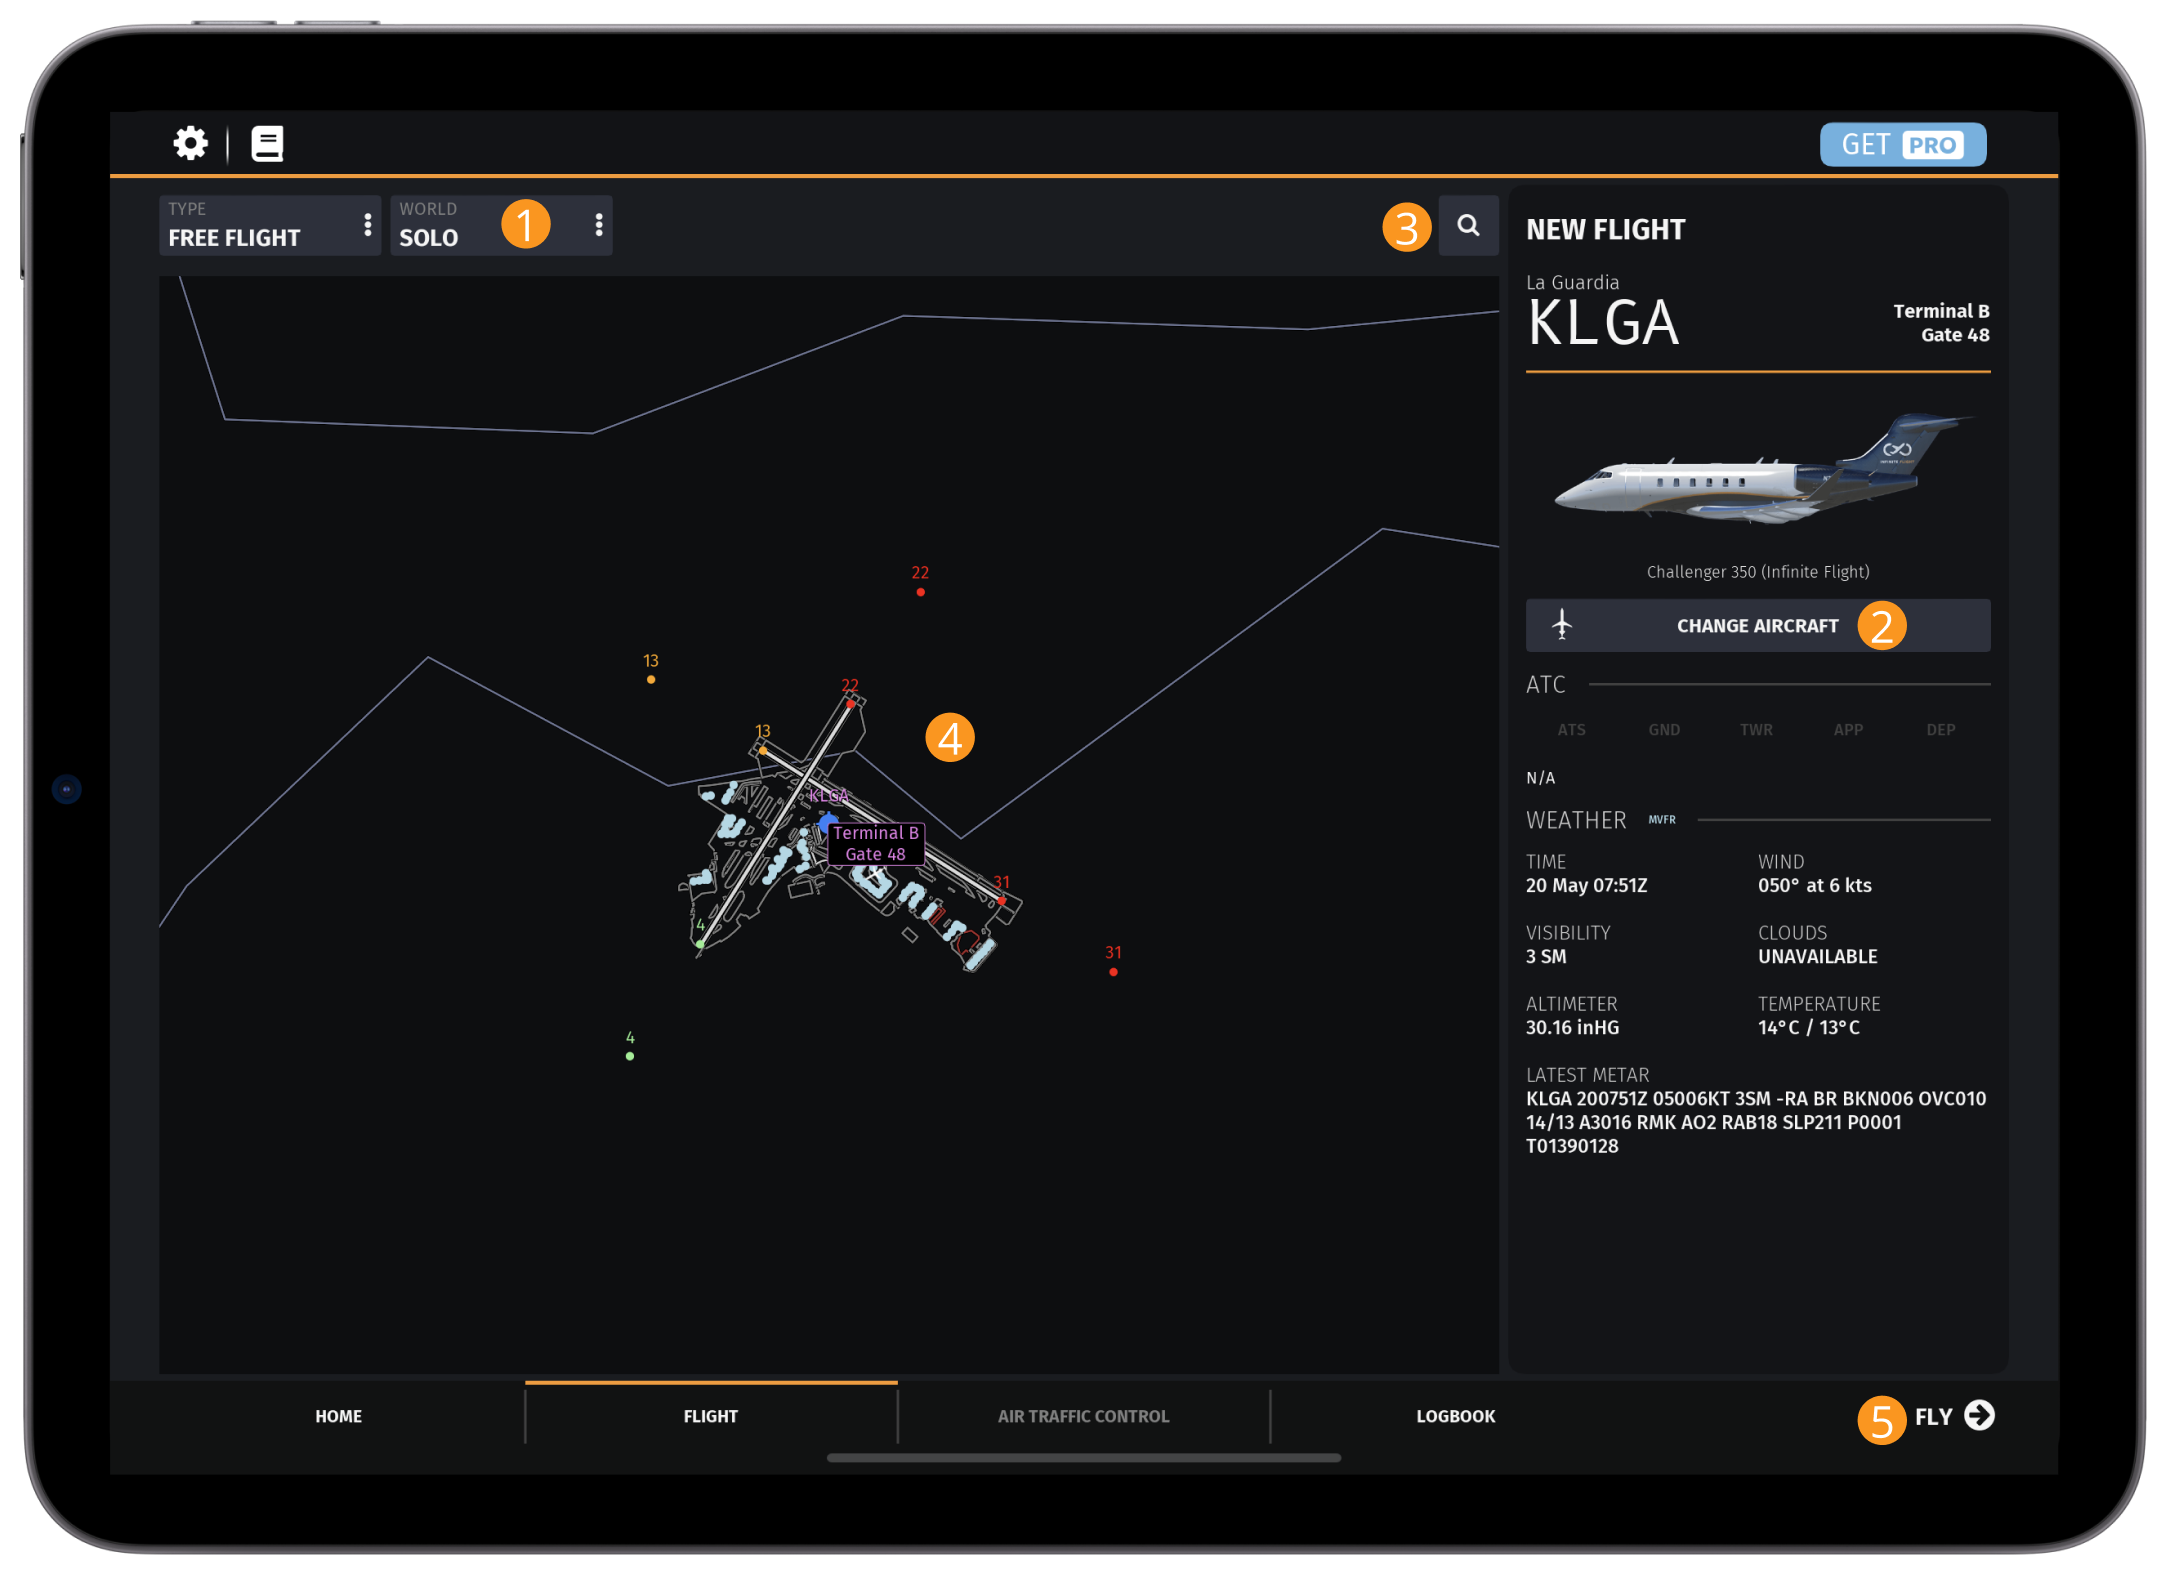 GET PRO
TYPE
FREE FLIGHT
WORLD
SOLO
1
3
NEW FLIGHT
La Guardia
KLGA
Terminal B
Gate 48
Challenger 350 (Infinite Flight)
CHANGE AIRCRAFT
2
ATC
ATS GND TWR APP DEP
N/A
WEATHER MVFR
TIME
20 May 07:51Z
WIND
050° at 6 kts
VISIBILITY
3 SM
CLOUDS
UNAVAILABLE
ALTIMETER
30.16 inHG
TEMPERATURE
14°C / 13°C
LATEST METAR
KLGA 200751Z 05006KT 3SM -RA BR BKN006 OVC010
14/13 A3016 RMK AO2 RAB18 SLP211 P0001
T01390128
22
13
22
13
4
KLGA
Terminal B
Gate 48
31
4
31
4
HOME
FLIGHT
AIR TRAFFIC CONTROL
LOGBOOK
5
FLY